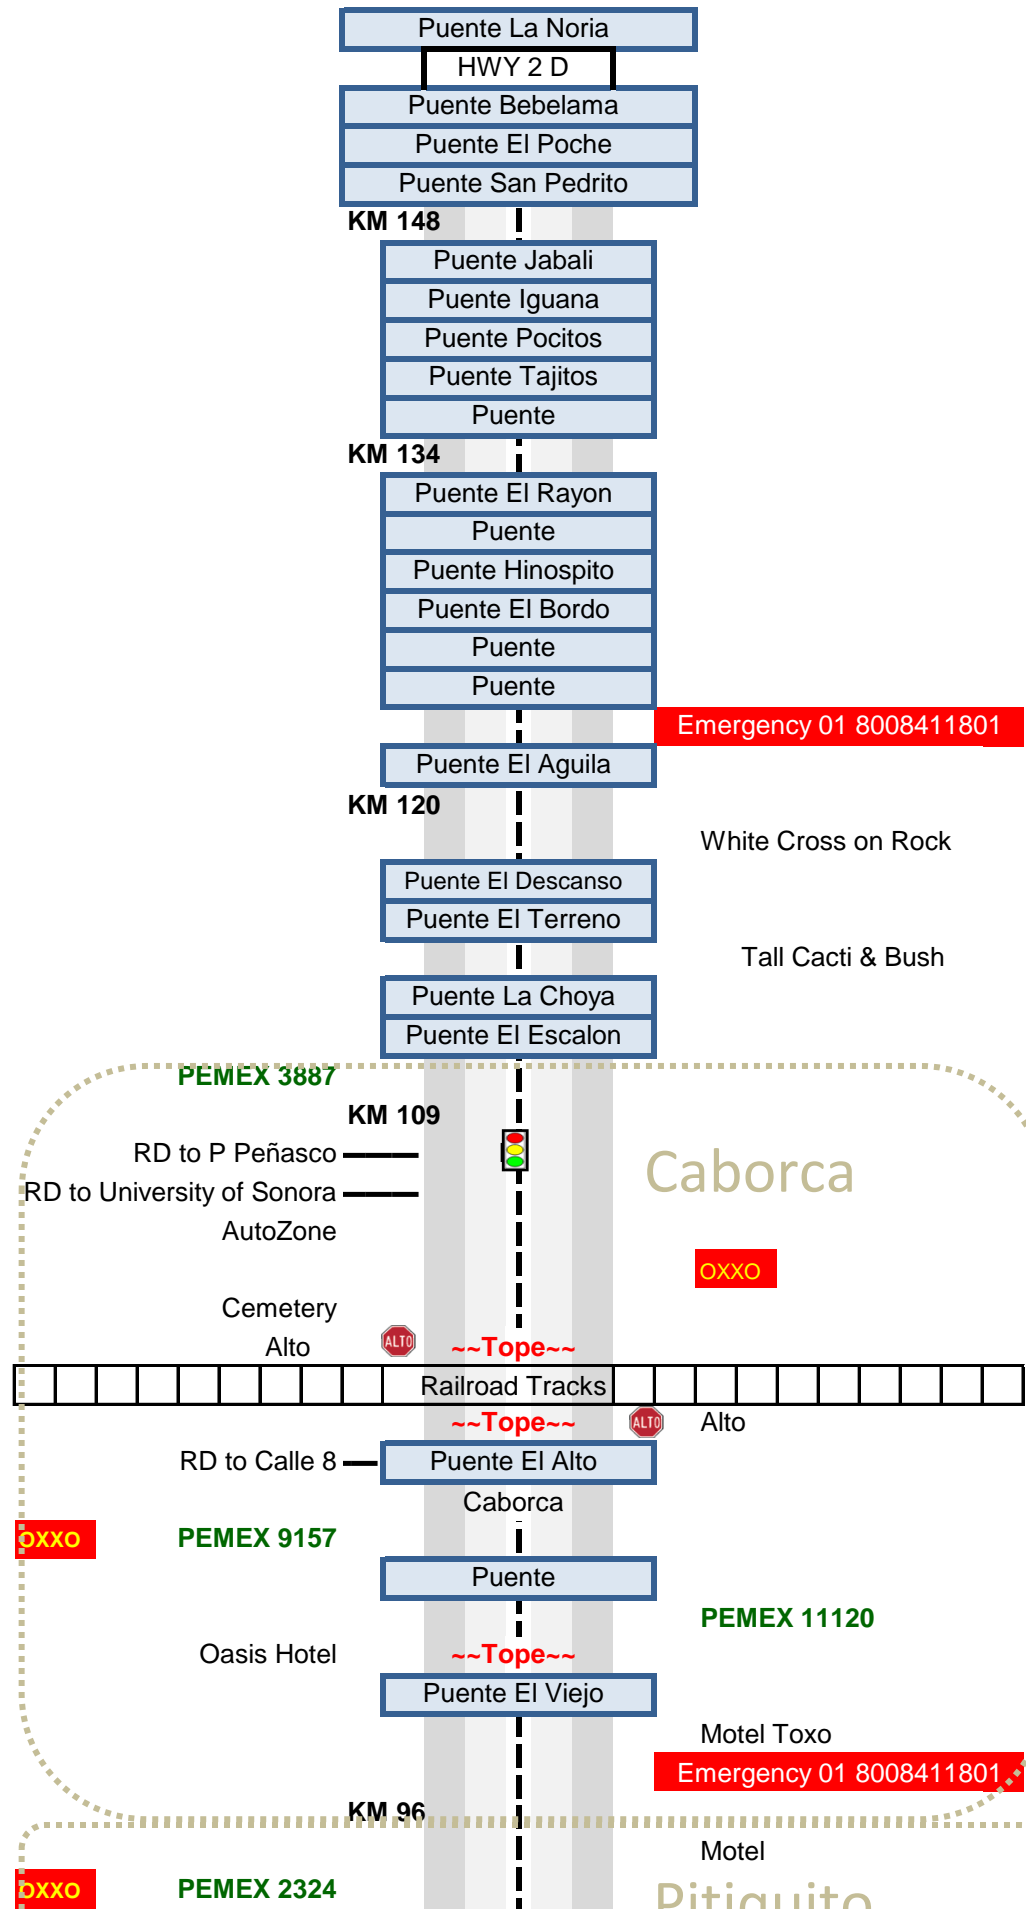 Puente La Noria
HWY 2 D
Puente Bebelama
Puente El Poche
Puente San Pedrito
KM 148
Puente Jabali
Puente Iguana
Puente Pocitos
Puente Tajitos
Puente
KM 134
Puente El Rayon
Puente
Puente Hinospito
Puente El Bordo
Puente
Puente
Emergency 01 8008411801
Puente El Aguila
KM 120
White Cross on Rock
Puente El Descanso
Puente El Terreno
Tall Cacti & Bush
Puente La Choya
Puente El Escalon
PEMEX 3887
KM 109
RD to P Peñasco
Caborca
RD to University of Sonora
AutoZone
OXXO
Cemetery
Alto ALTO ~~Tope~~
Railroad Tracks
~~Tope~~ ALTO Alto
RD to Calle 8 Puente El Alto
Caborca
OXXO PEMEX 9157
Puente
PEMEX 11120
Oasis Hotel ~~Tope~~
Puente El Viejo
Motel Toxo
Emergency 01 8008411801
KM 96
Motel
OXXO PEMEX 2324 Pitiquito